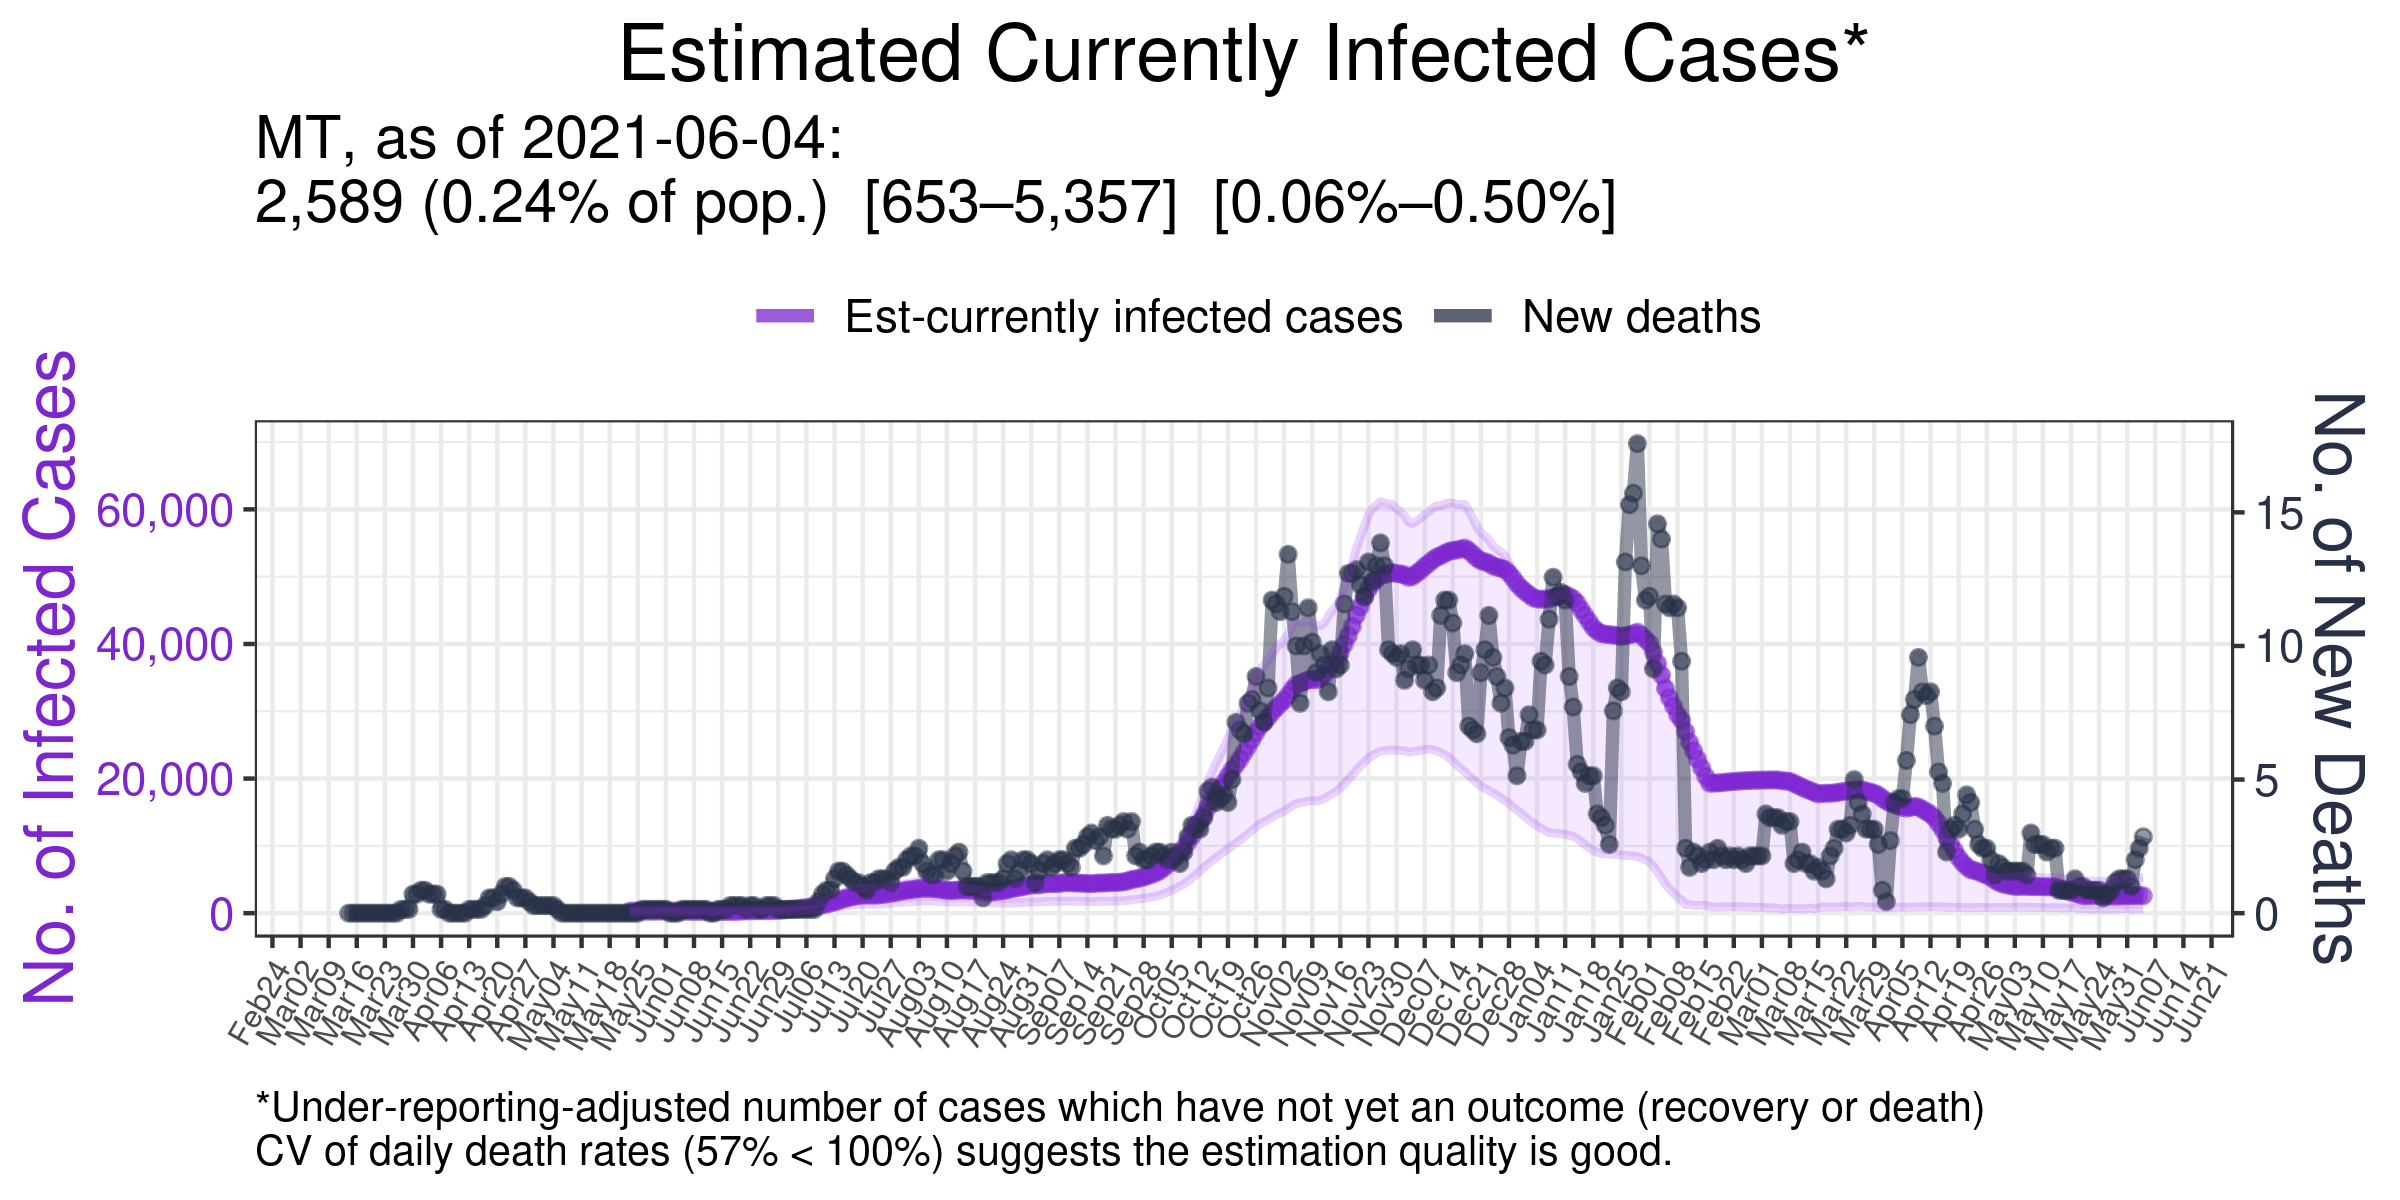 Estimated Currently Infected Cases*
MT, as of 2021-06-04:
2,589 (0.24% of pop.)  [653–5,357]  [0.06%–0.50%]
Est-currently infected cases
New deaths
No. of Infected Cases
60,000
40,000
20,000
0
No. of New Deaths
15
10
5
0
Feb24
Mar02
Mar09
Mar16
Mar23
Mar30
Apr06
Apr13
Apr20
Apr27
May04
May11
May18
May25
Jun01
Jun08
Jun15
Jun22
Jun29
Jul06
Jul13
Jul20
Jul27
Aug03
Aug10
Aug17
Aug24
Aug31
Sep07
Sep14
Sep21
Sep28
Oct05
Oct12
Oct19
Oct26
Nov02
Nov09
Nov16
Nov23
Nov30
Dec07
Dec14
Dec21
Dec28
Jan04
Jan11
Jan18
Jan25
Feb01
Feb08
Feb15
Feb22
Mar01
Mar08
Mar15
Mar22
Mar29
Apr05
Apr12
Apr19
Apr26
May03
May10
May17
May24
May31
Jun07
Jun14
Jun21
*Under-reporting-adjusted number of cases which have not yet an outcome (recovery or death)
CV of daily death rates (57% < 100%) suggests the estimation quality is good.